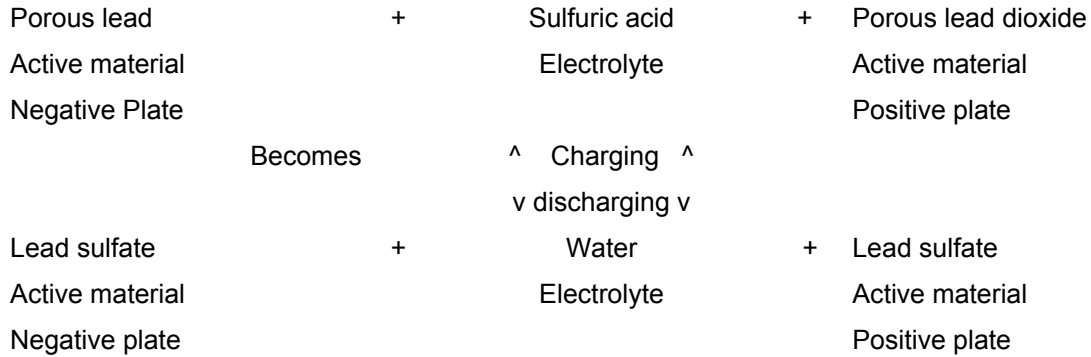 Porous lead + Sulfuric acid + Porous lead dioxide
Active material Electrolyte Active material
Negative Plate Positive plate
Becomes ^ Charging ^
v discharging v
Lead sulfate + Water + Lead sulfate
Active material Electrolyte Active material
Negative plate Positive plate